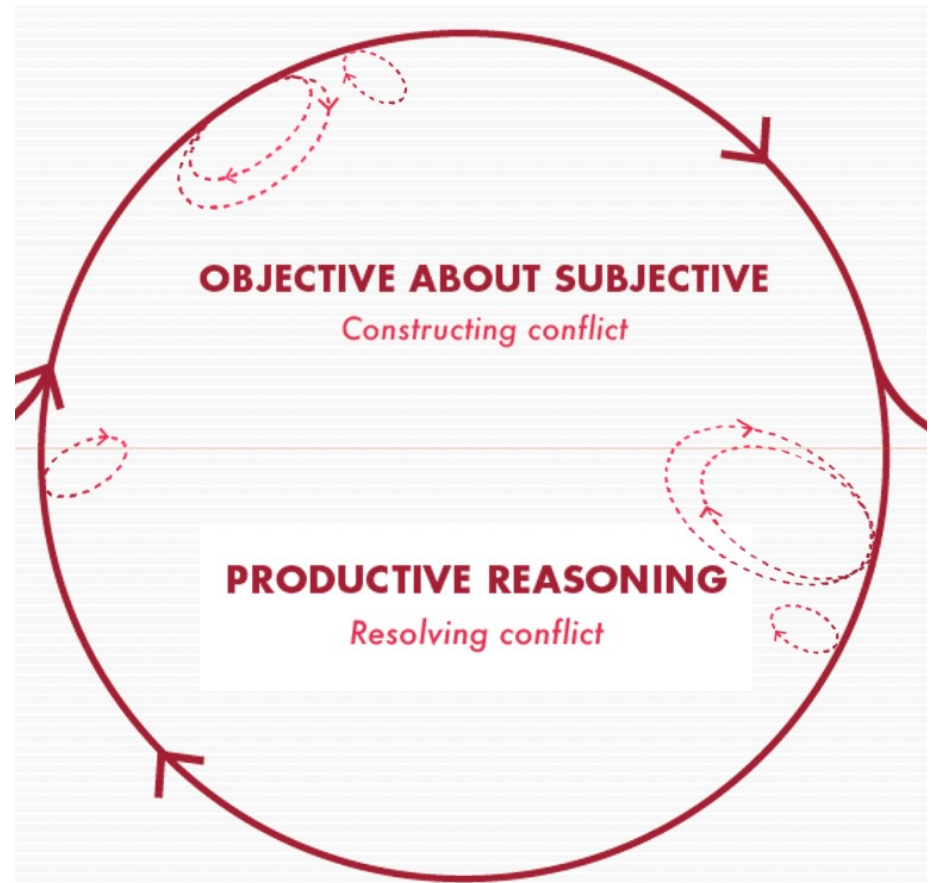 OBJECTIVE ABOUT SUBJECTIVE
Constructing conflict
PRODUCTIVE REASONING
Resolving conflict